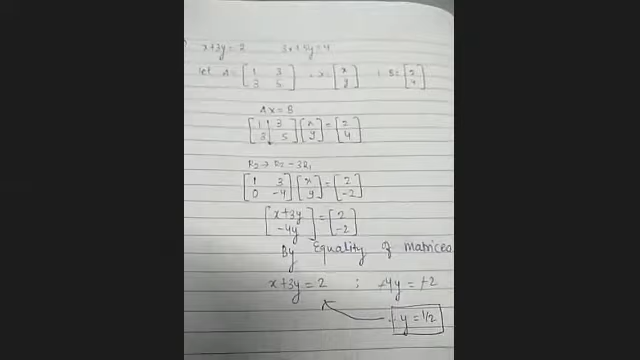 x+3y = 2 3x+5y=4
let A = [ 1 3 , x = [ x , B = [ 2
3 5 ] y ] 4 ]
AX = B
[ 1 3 [ x = [ 2
3 5 ] y ] 4 ]
R2 → R2 - 3R1
[ 1 3 [ x = [ 2
0 -4 ] y ] -2 ]
[ x+3y = [ 2
-4y ] -2 ]
By Equality of matrices
x+3y = 2 ; -4y = -2
y = 1/2